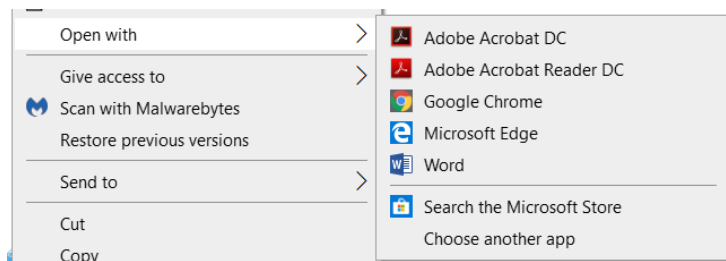 Open with
Give access to
Scan with Malwarebytes
Restore previous versions
Send to
Cut
Copy
Adobe Acrobat DC
Adobe Acrobat Reader DC
Google Chrome
Microsoft Edge
Word
Search the Microsoft Store
Choose another app